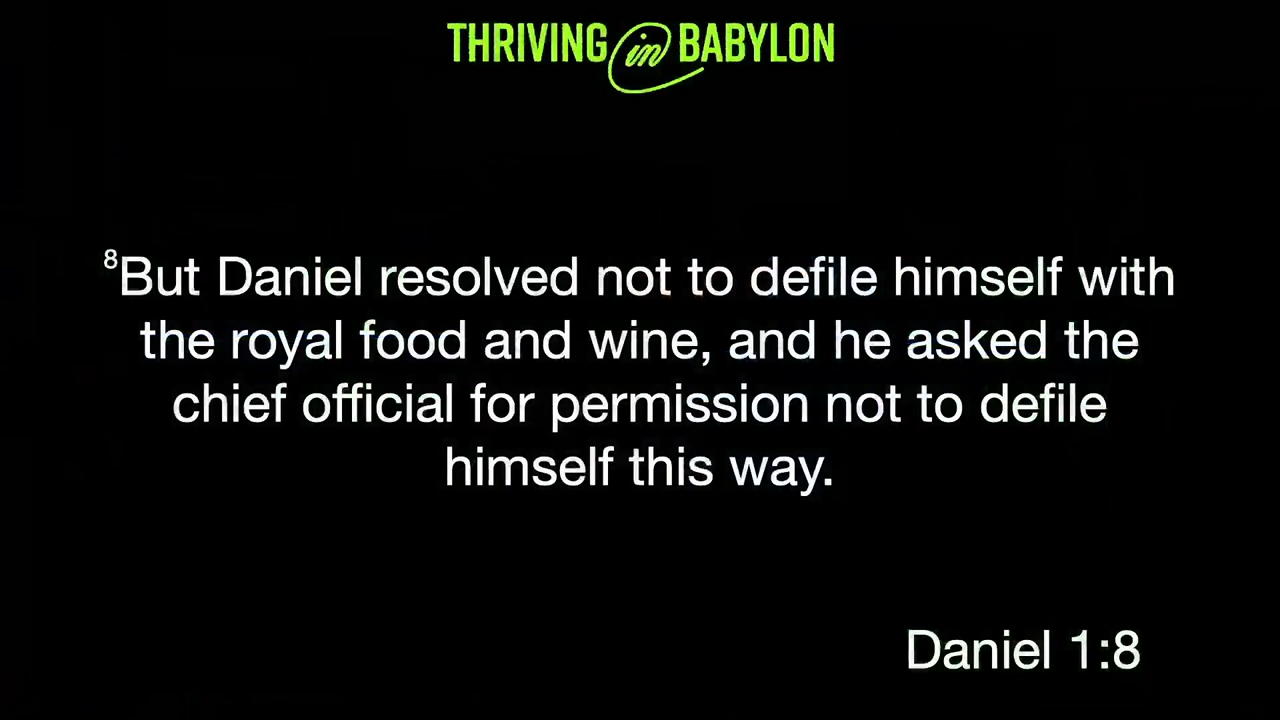 THRIVING in BABYLON
⁸But Daniel resolved not to defile himself with
the royal food and wine, and he asked the
chief official for permission not to defile
himself this way.
Daniel 1:8